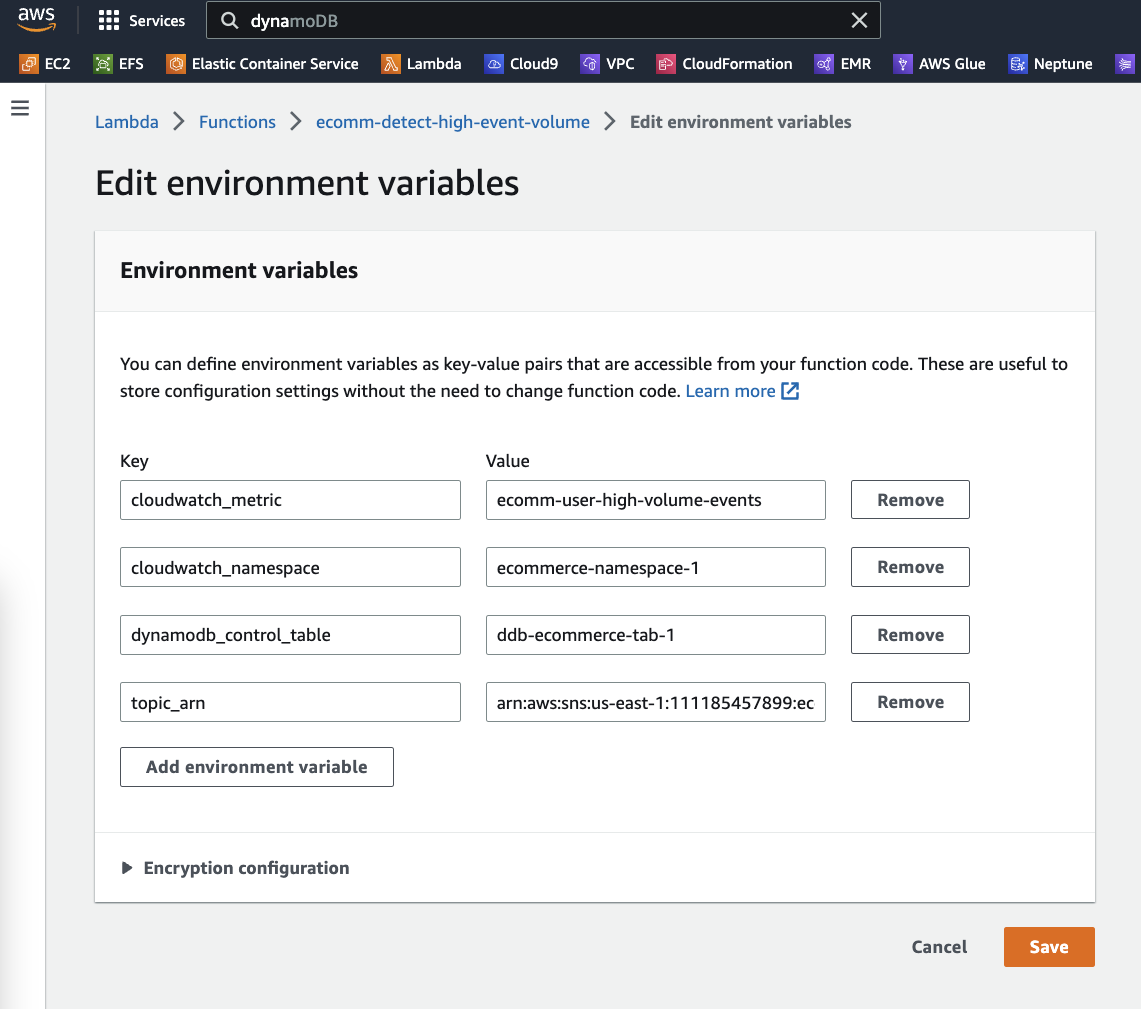 aws
Services
dynamoDB
EC2 EFS Elastic Container Service Lambda Cloud9 VPC CloudFormation EMR AWS Glue Neptune
Lambda Functions ecomm-detect-high-event-volume Edit environment variables
Edit environment variables
Environment variables
You can define environment variables as key-value pairs that are accessible from your function code. These are useful to
store configuration settings without the need to change function code. Learn more
Key Value
cloudwatch_metric ecomm-user-high-volume-events Remove
cloudwatch_namespace ecommerce-namespace-1 Remove
dynamodb_control_table ddb-ecommerce-tab-1 Remove
topic_arn arn:aws:sns:us-east-1:111185457899:ec Remove
Add environment variable
Encryption configuration
Cancel Save